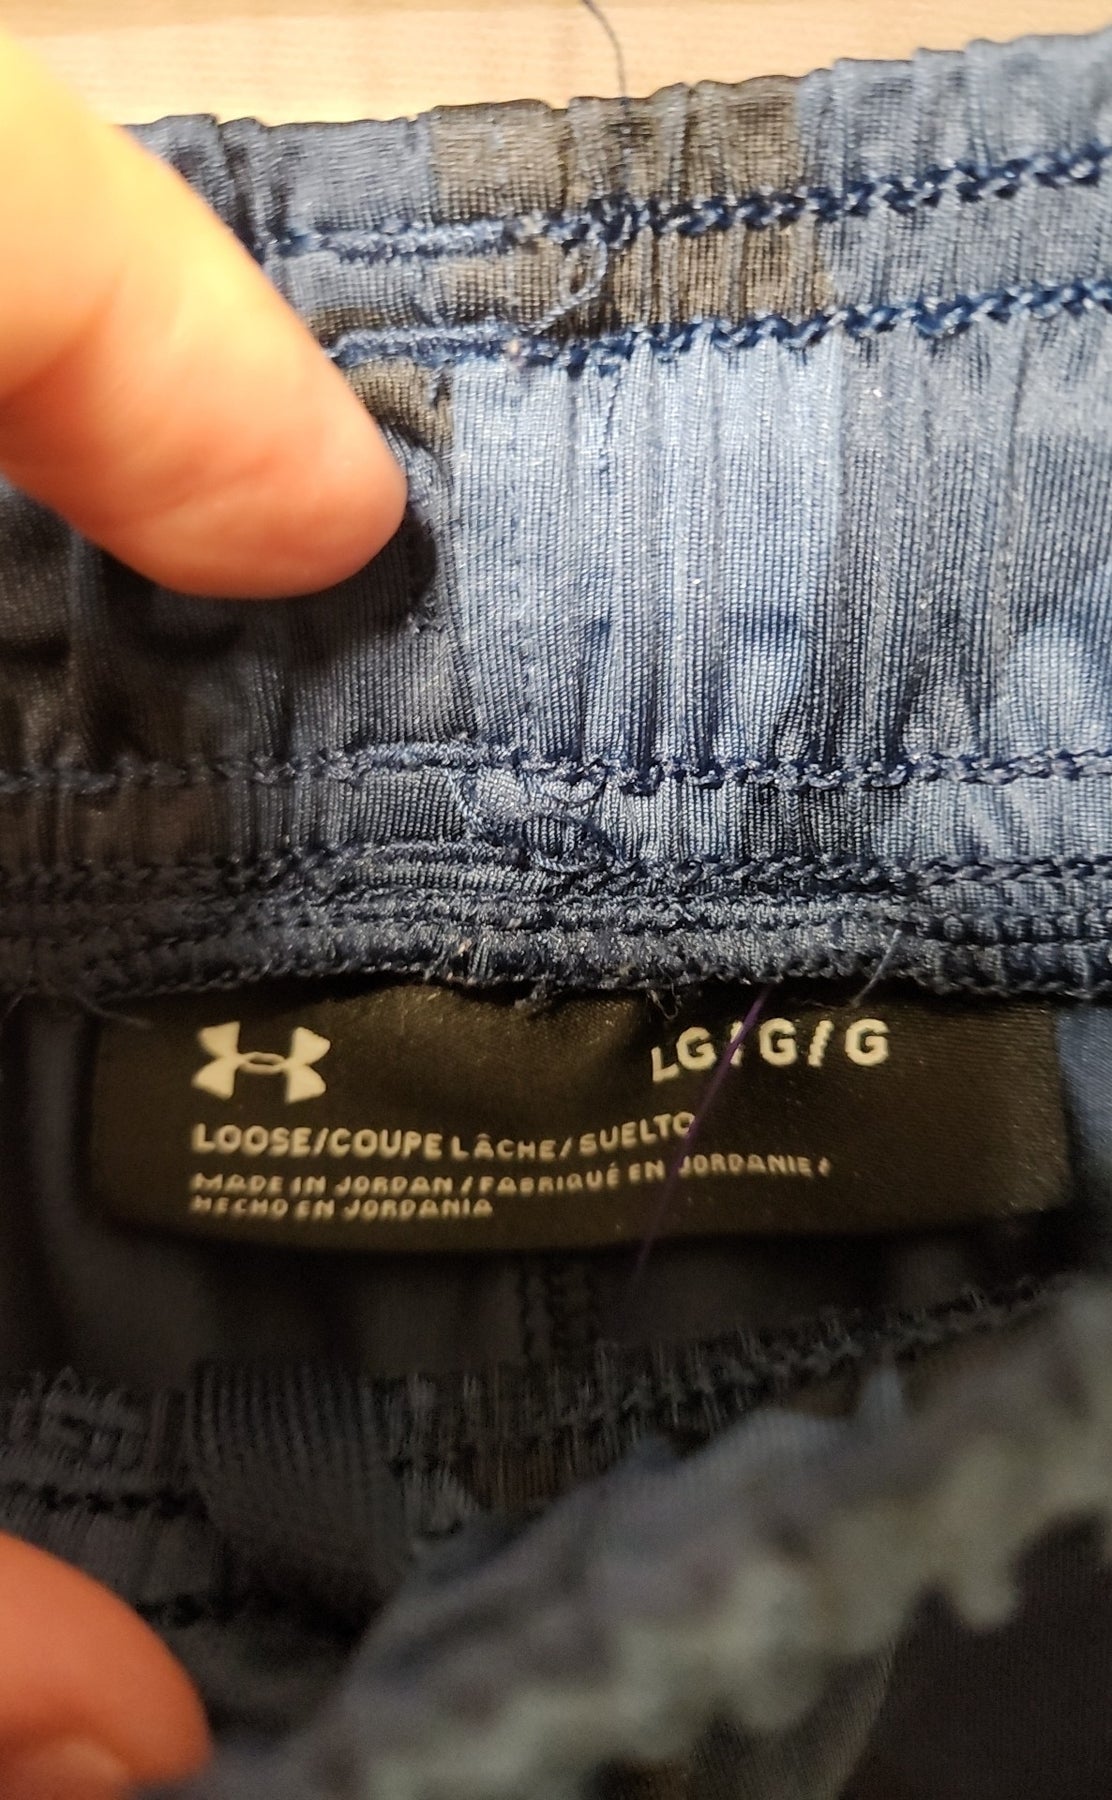 LG/G/G
LOOSE/COUPE LÂCHE/SUELTO
MADE IN JORDAN/FABRIQUÉ EN JORDANIE/
HECHO EN JORDANIA